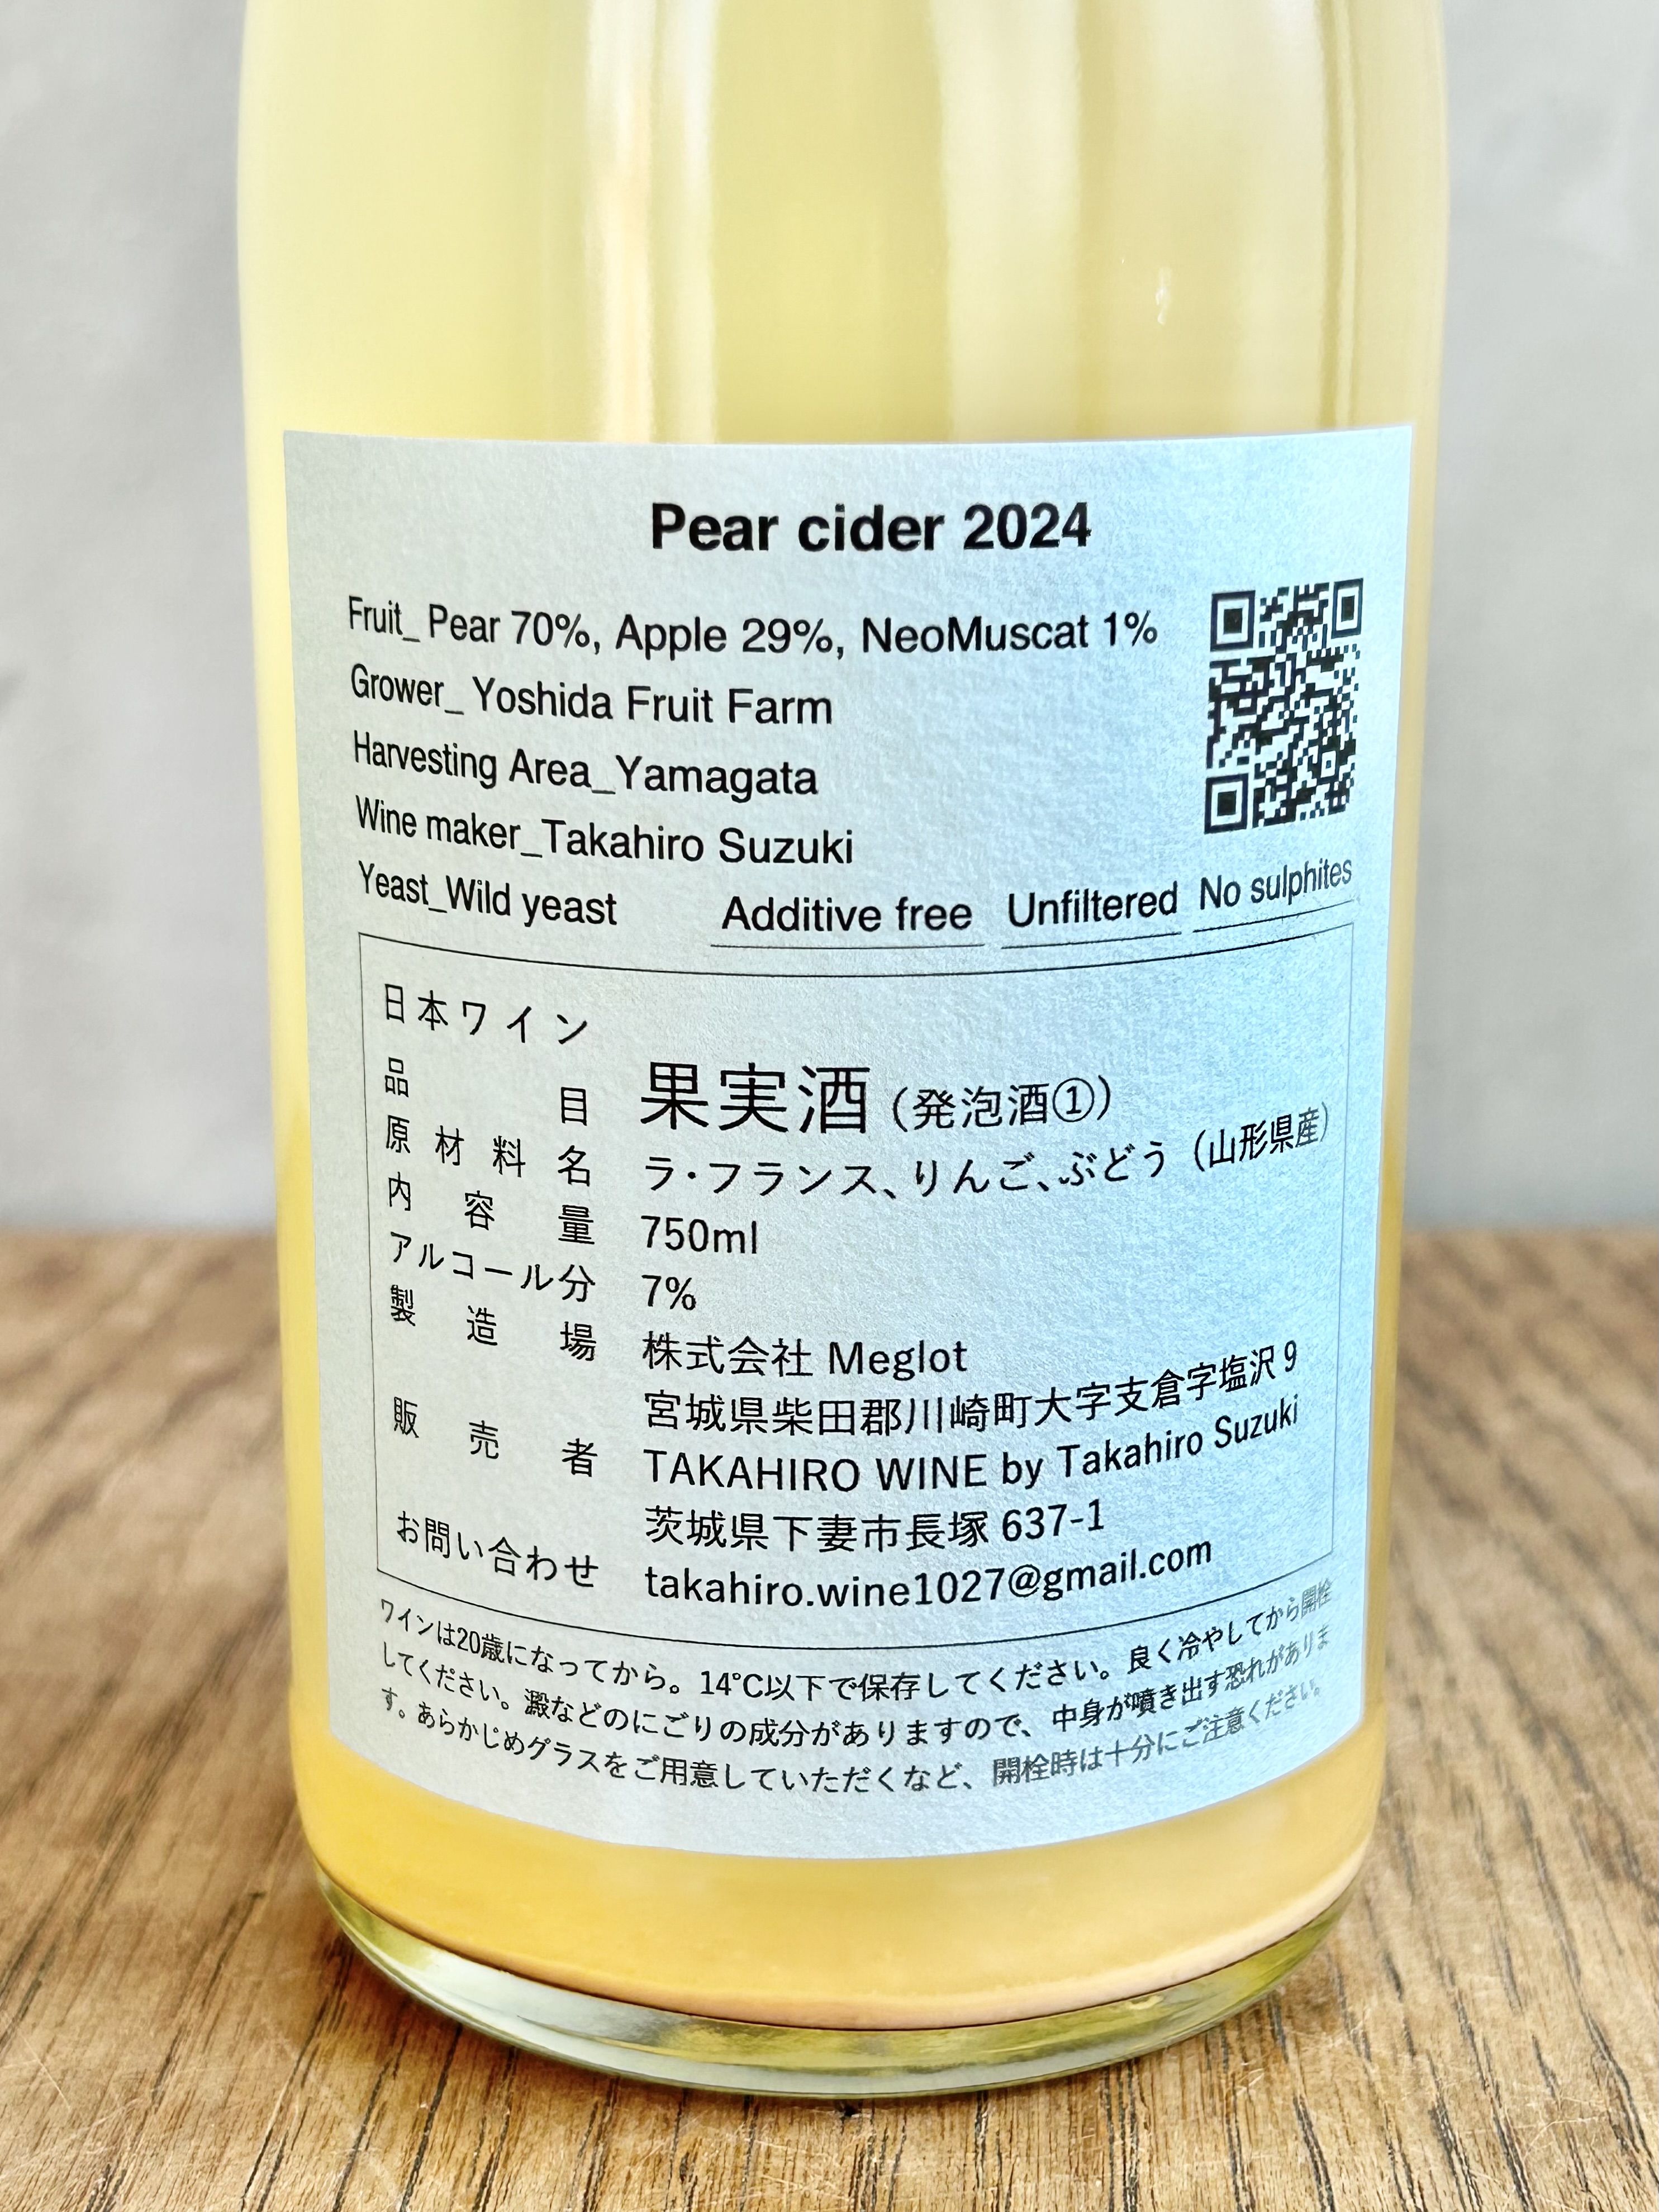 Pear cider 2024
Fruit_ Pear 70%, Apple 29%, NeoMuscat 1%
Grower_ Yoshida Fruit Farm
Harvesting Area_Yamagata
Wine maker_Takahiro Suzuki
Yeast_Wild yeast Additive free Unfiltered No sulphites
日本ワイン
品目 果実酒(発泡酒①)
原材料名 ラ・フランス、りんご、ぶどう(山形県産)
内容量 750ml
アルコール分 7%
製造場 株式会社 Meglot
宮城県柴田郡川崎町大字支倉字塩沢 9
販売者 TAKAHIRO WINE by Takahiro Suzuki
茨城県下妻市長塚 637-1
お問い合わせ takahiro.wine1027@gmail.com
ワインは20歳になってから。14℃以下で保存してください。良く冷やしてから開栓
してください。澱などのにごりの成分がありますので、中身が噴き出す恐れがありま
す。あらかじめグラスをご用意していただくなど、開栓時は十分にご注意ください。